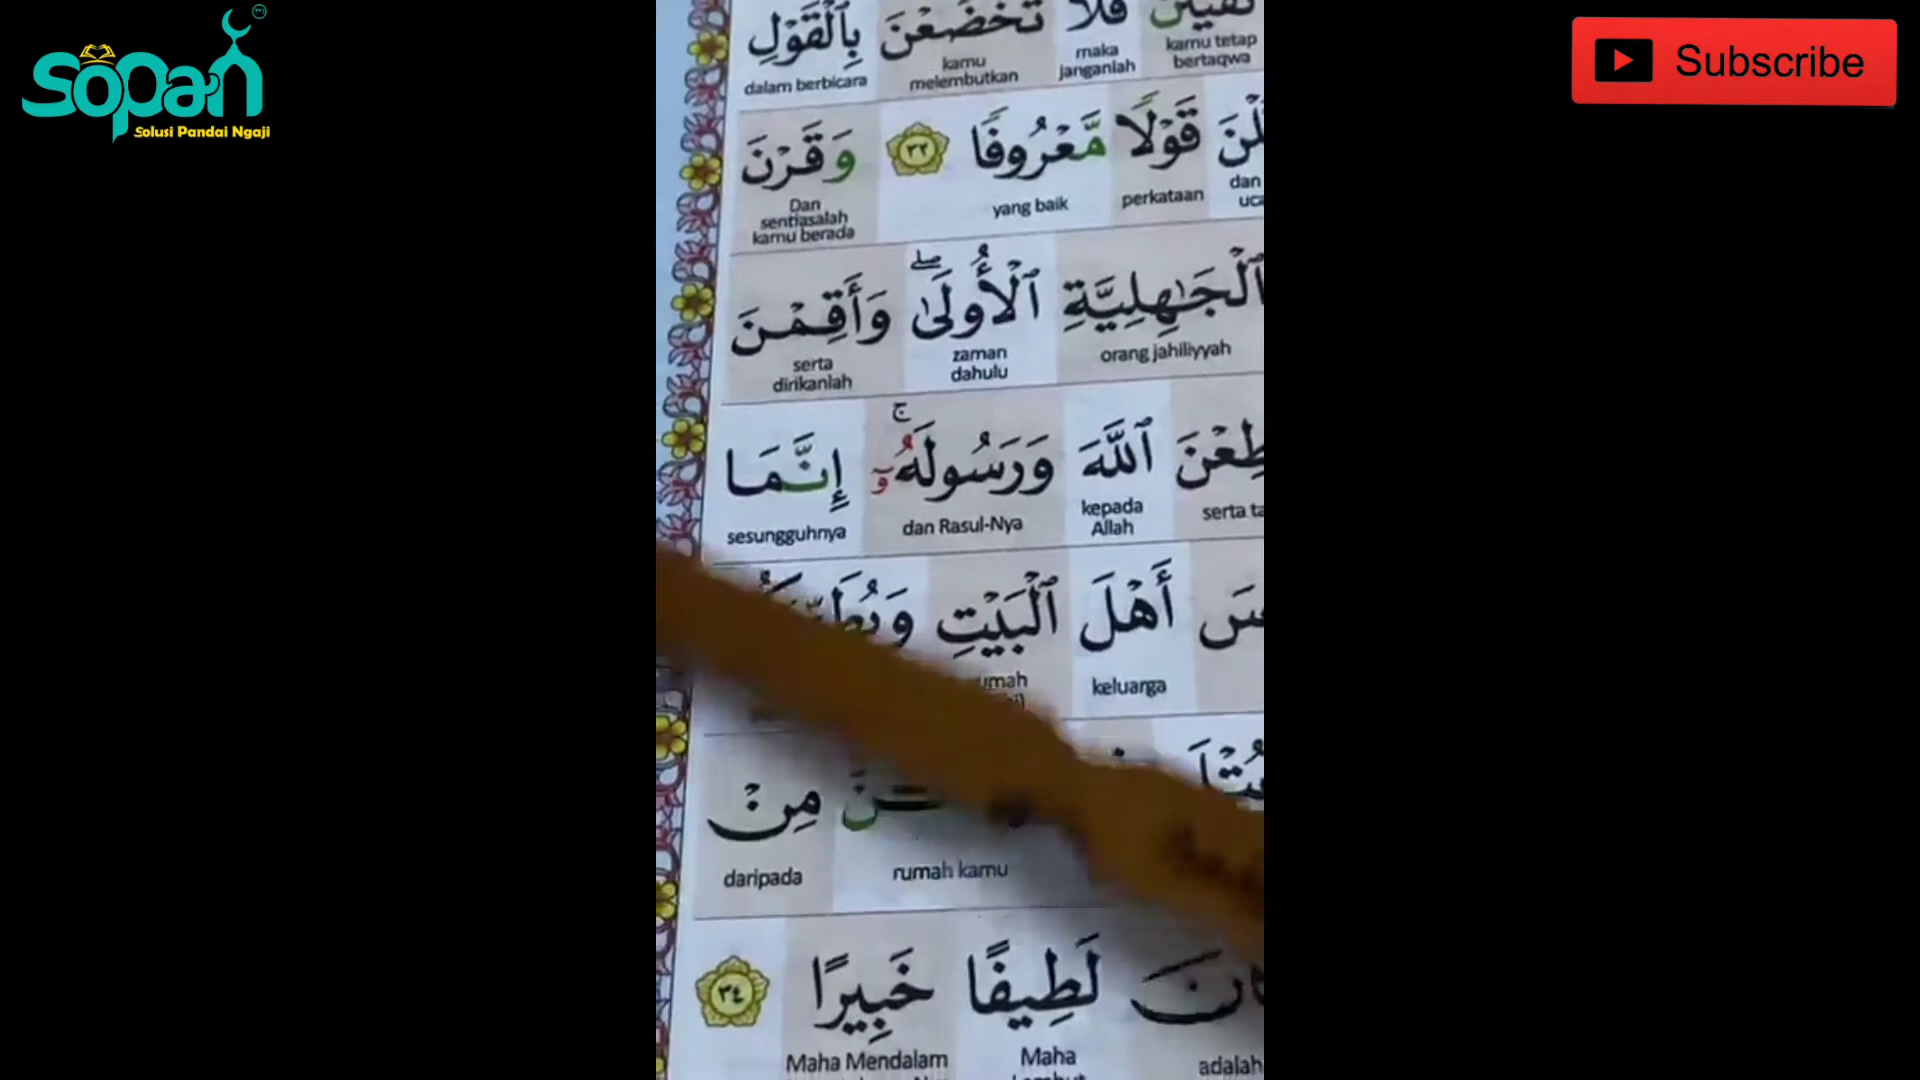 Sopan
Solusi Pandai Ngaji
Subscribe
فَلَا تَخْضَعْنَ بِٱلْقَوْلِ
kamu tetap bertaqwa
maka janganlah
kamu melembutkan
dalam berbicara
قَوْلًا مَّعْرُوفًا ٣٢ وَقَرْنَ
dan
perkataan
yang baik
Dan sentiasalah kamu berada
ٱلْجَـٰهِلِيَّةِ ٱلْأُولَىٰ ۖ وَأَقِمْنَ
orang jahiliyyah
zaman dahulu
serta dirikanlah
ٱللَّهَ وَرَسُولَهُۥٓ ۚ إِنَّمَا
serta
kepada Allah
dan Rasul-Nya
sesungguhnya
أَهْلَ ٱلْبَيْتِ
keluarga
مِنْ
rumah kamu
daripada
لَطِيفًا خَبِيرًا ٣٤
adalah
Maha
Maha Mendalam